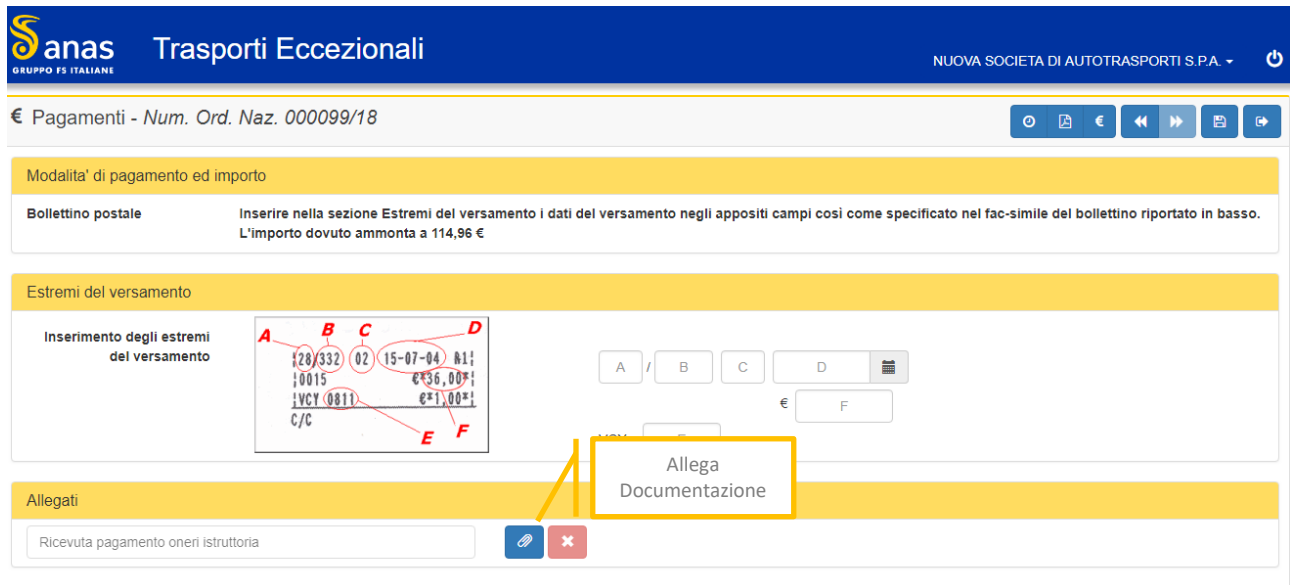 anas
GRUPPO FS ITALIANE
Trasporti Eccezionali
NUOVA SOCIETA DI AUTOTRASPORTI S.P.A.
€ Pagamenti - Num. Ord. Naz. 000099/18
€
Modalita' di pagamento ed importo
Bollettino postale
Inserire nella sezione Estremi del versamento i dati del versamento negli appositi campi così come specificato nel fac-simile del bollettino riportato in basso.
L'importo dovuto ammonta a 114,96 €
Estremi del versamento
Inserimento degli estremi
del versamento
A B C D
28/332 02 15-07-04 &1
0015 €*36,00*
VCY 0811 €*1,00*
C/C
E F
A / B C D
€ F
Allega
Documentazione
Allegati
Ricevuta pagamento oneri istruttoria